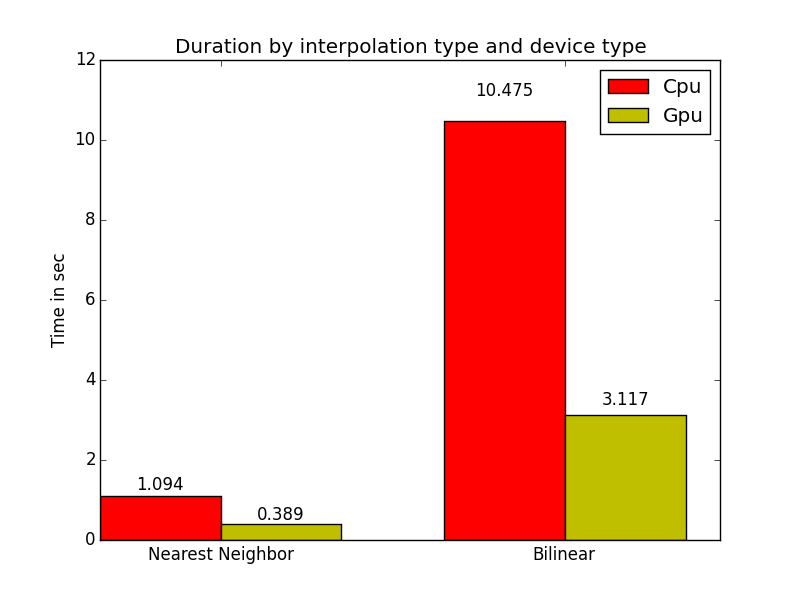 Duration by interpolation type and device type
12
10
8
6
4
2
0
Time in sec
Cpu
Gpu
10.475
3.117
1.094
0.389
Nearest Neighbor
Bilinear